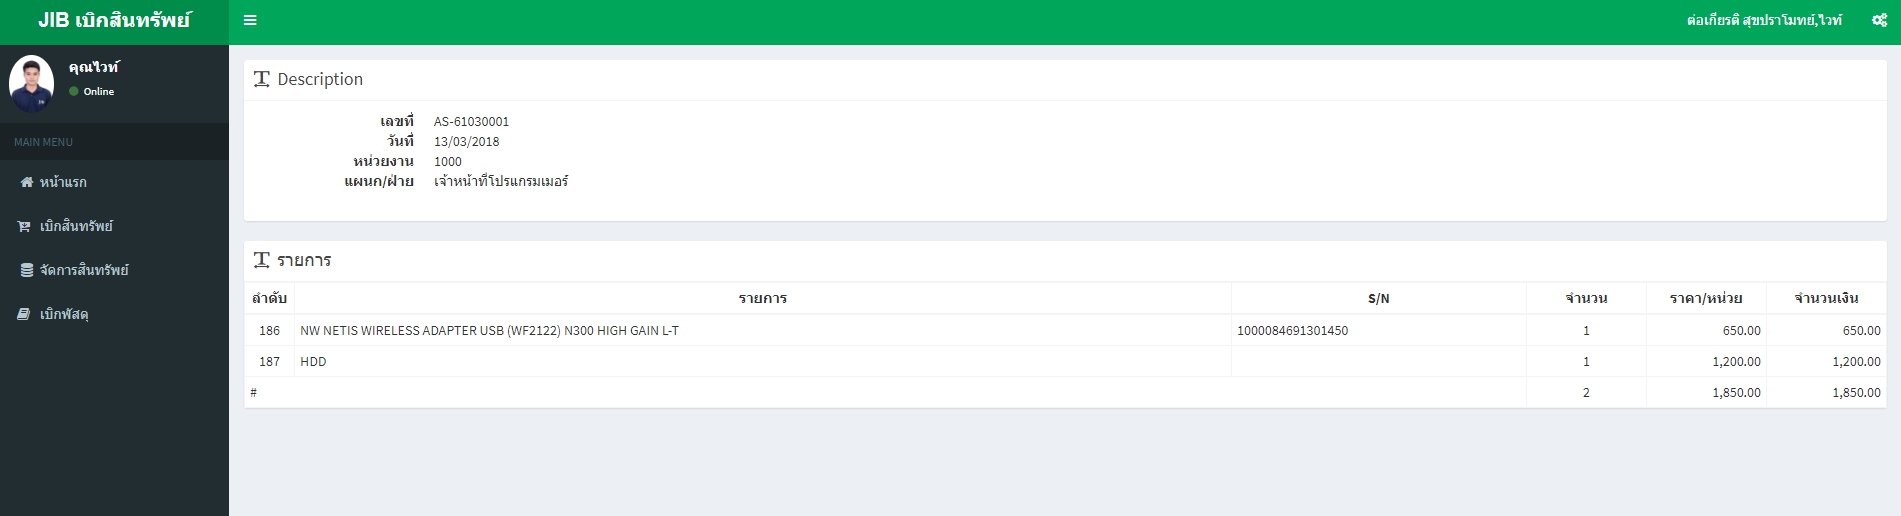 JIB เบิกสินทรัพย์
ต่อเกียรติ สุขปราโมทย์,ไวท์
คุณไวท์
Online
MAIN MENU
หน้าแรก
เบิกสินทรัพย์
จัดการสินทรัพย์
เบิกพัสดุ
Description
เลขที่ AS-61030001
วันที่ 13/03/2018
หน่วยงาน 1000
แผนก/ฝ่าย เจ้าหน้าที่โปรแกรมเมอร์
รายการ
ลำดับ รายการ S/N จำนวน ราคา/หน่วย จำนวนเงิน
186 NW NETIS WIRELESS ADAPTER USB (WF2122) N300 HIGH GAIN L-T 1000084691301450 1 650.00 650.00
187 HDD 1 1,200.00 1,200.00
# 2 1,850.00 1,850.00